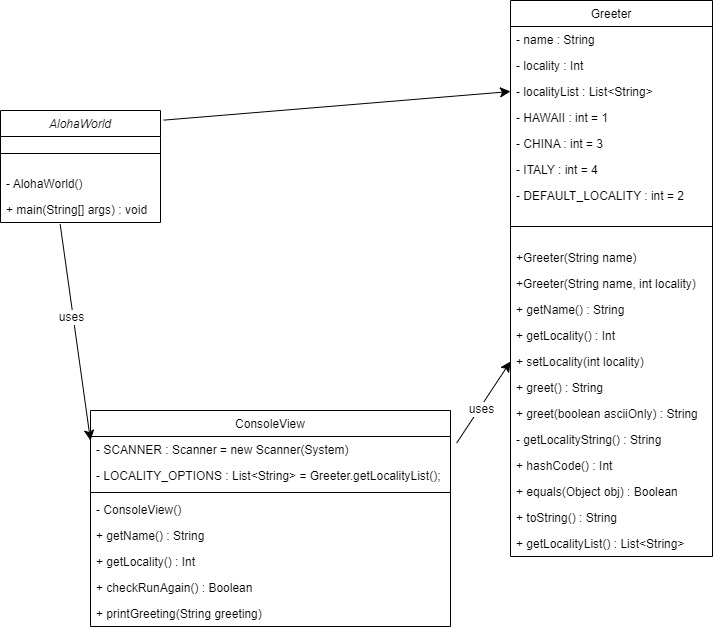 Greeter
- name : String
- locality : Int
- localityList : List<String>
- HAWAII : int = 1
- CHINA : int = 3
- ITALY : int = 4
- DEFAULT_LOCALITY : int = 2
+Greeter(String name)
+Greeter(String name, int locality)
+ getName() : String
+ getLocality() : Int
+ setLocality(int locality)
+ greet() : String
+ greet(boolean asciiOnly) : String
- getLocalityString() : String
+ hashCode() : Int
+ equals(Object obj) : Boolean
+ toString() : String
+ getLocalityList() : List<String>
AlohaWorld
- AlohaWorld()
+ main(String[] args) : void
uses
uses
ConsoleView
- SCANNER : Scanner = new Scanner(System)
- LOCALITY_OPTIONS : List<String> = Greeter.getLocalityList();
- ConsoleView()
+ getName() : String
+ getLocality() : Int
+ checkRunAgain() : Boolean
+ printGreeting(String greeting)